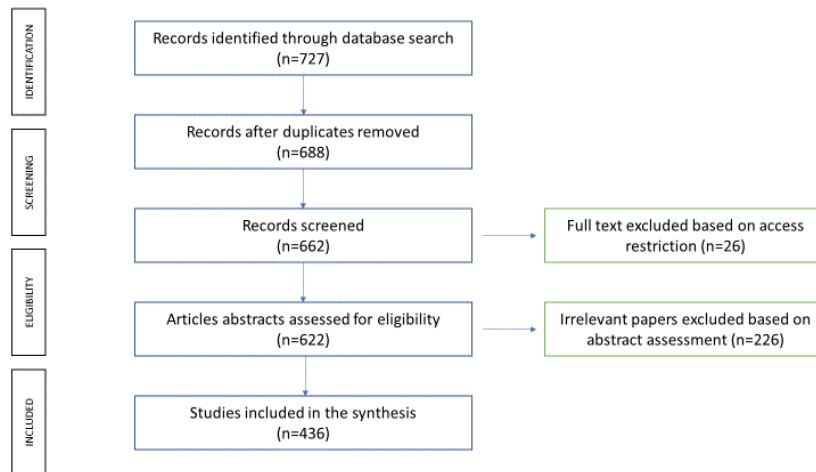 IDENTIFICATION
Records identified through database search
(n=727)
SCREENING
Records after duplicates removed
(n=688)
Records screened
(n=662)
Full text excluded based on access
restriction (n=26)
ELIGIBILITY
Articles abstracts assessed for eligibility
(n=622)
Irrelevant papers excluded based on
abstract assessment (n=226)
INCLUDED
Studies included in the synthesis
(n=436)